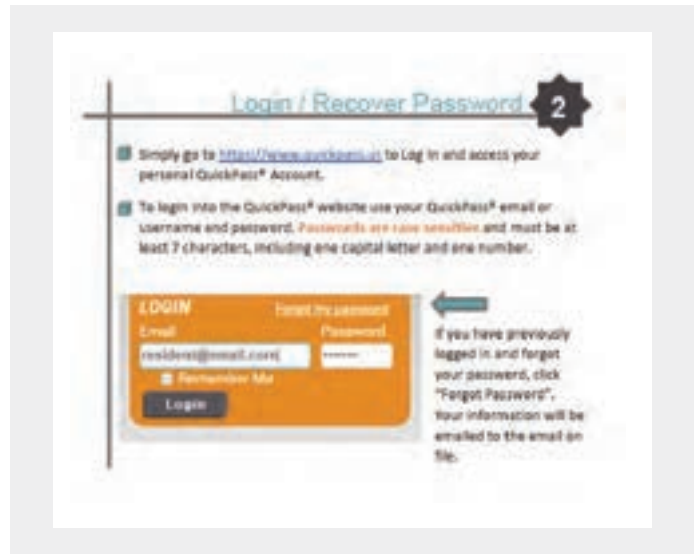 Login / Recover Password 2
Simply go to https://www.quickpass.us to Log In and access your
personal QuickPass® Account.
To login into the QuickPass® website use your QuickPass® email or
username and password. Passwords are case sensitive and must be at
least 7 characters, including one capital letter and one number.
LOGIN Forgot my password
Email Password
resident@email.com
Remember Me
Login
If you have previously
logged in and forgot
your password, click
"Forgot Password".
Your information will be
emailed to the email on
file.